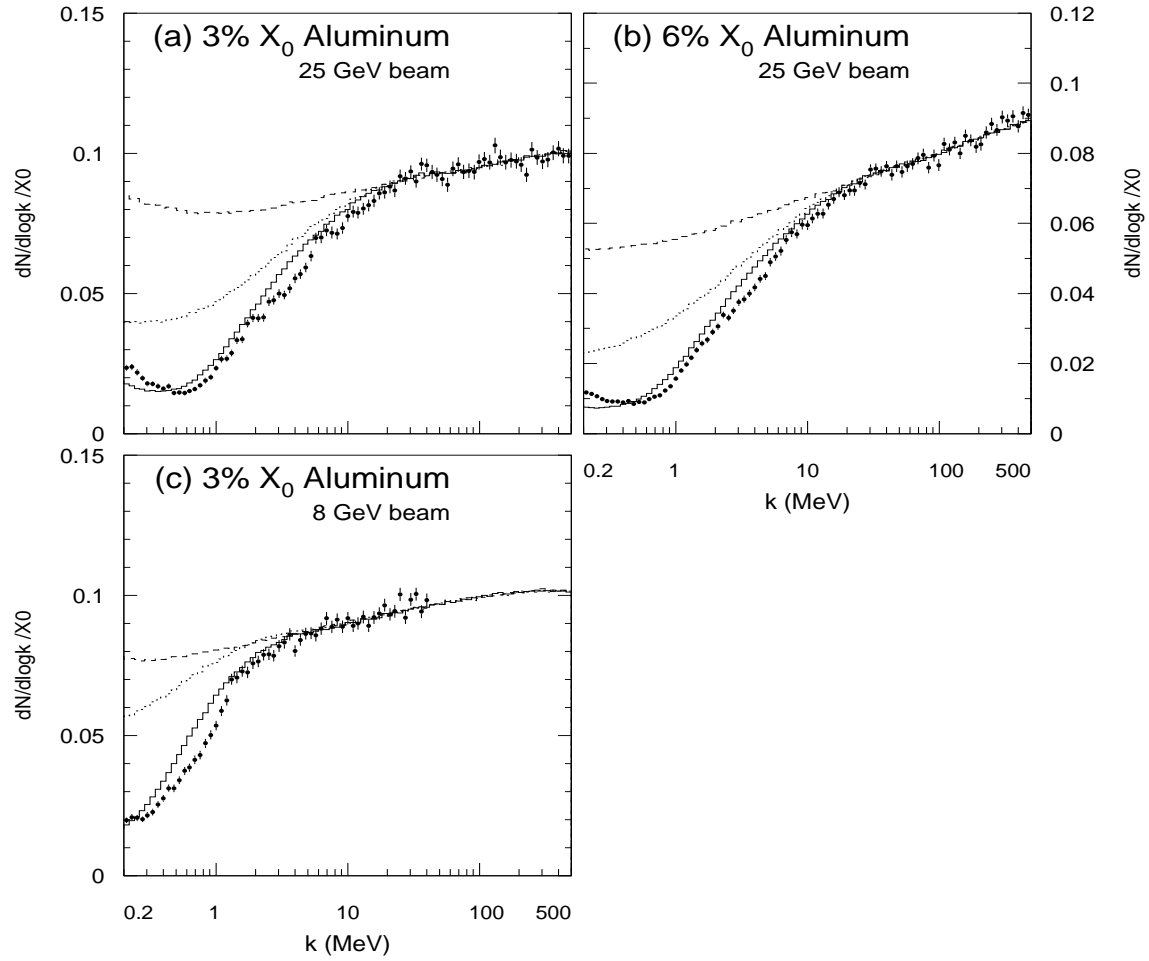 (a) 3% X0 Aluminum
25 GeV beam
dN/dlogk /X0
0.15
0.1
0.05
0
(b) 6% X0 Aluminum
25 GeV beam
0.12
0.1
0.08
0.06
0.04
0.02
0
dN/dlogk /X0
0.2 1 10 100 500
k (MeV)
(c) 3% X0 Aluminum
8 GeV beam
dN/dlogk /X0
0.15
0.1
0.05
0
0.2 1 10 100 500
k (MeV)